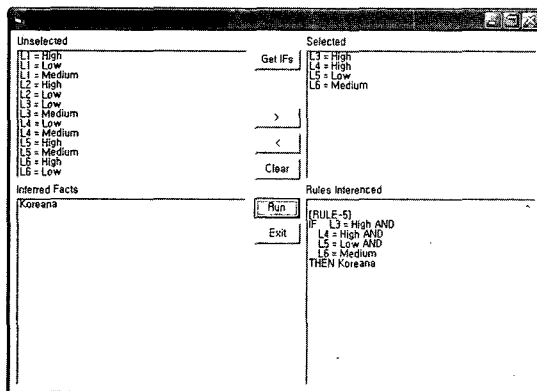 Unselected
L1 = High
L1 = Low
L1 = Medium
L2 = High
L2 = Low
L3 = Low
L3 = Medium
L4 = Low
L4 = Medium
L5 = High
L5 = Medium
L6 = High
L6 = Low
Get IFs
>
<
Clear
Selected
L3 = High
L4 = High
L5 = Low
L6 = Medium
Inferred Facts
Koreana
Run
Exit
Rules Inferenced
[RULE-5]
IF L3 = High AND
L4 = High AND
L5 = Low AND
L6 = Medium
THEN Koreana